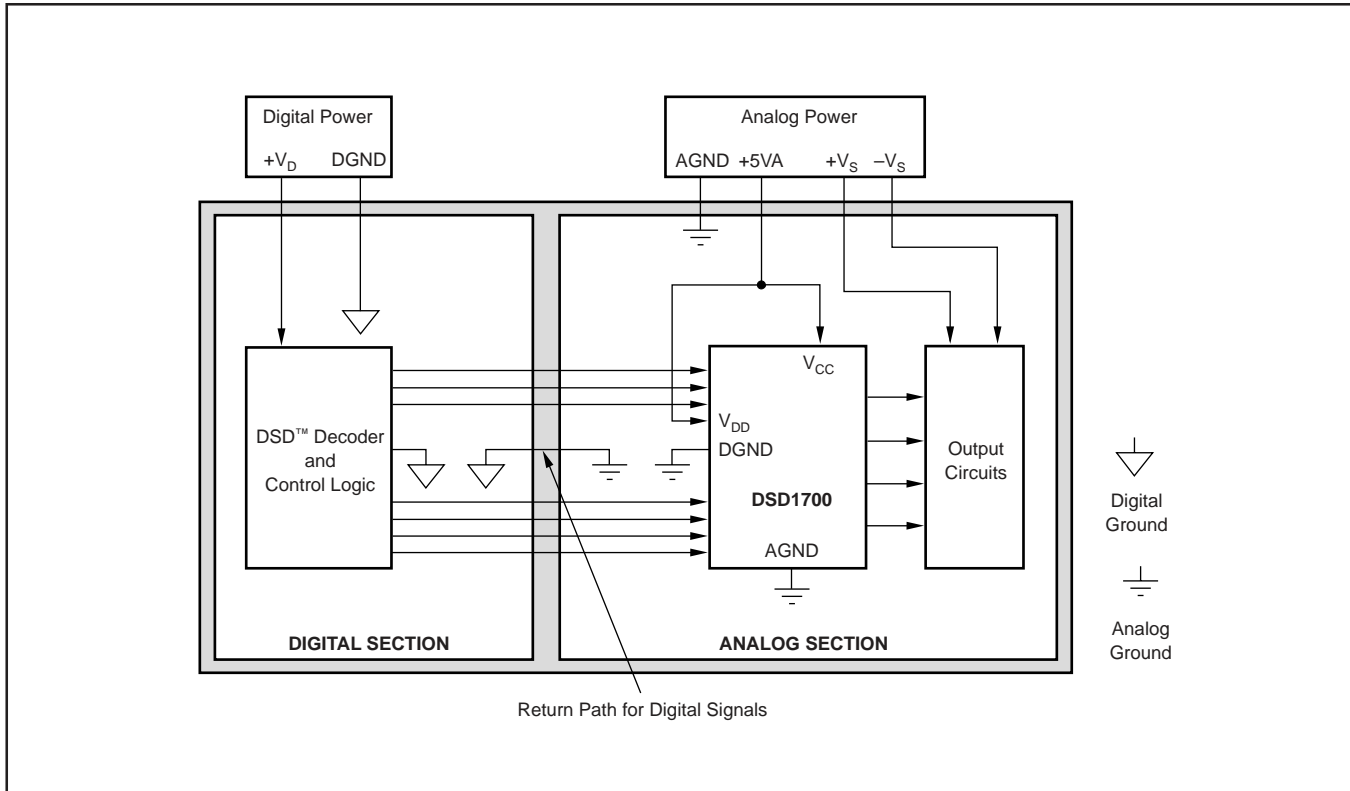 Digital Power
+VD DGND
Analog Power
AGND +5VA +VS –VS
VCC
VDD
DGND
DSD1700
AGND
DSD™ Decoder
and
Control Logic
Output
Circuits
Digital
Ground
Analog
Ground
DIGITAL SECTION
ANALOG SECTION
Return Path for Digital Signals